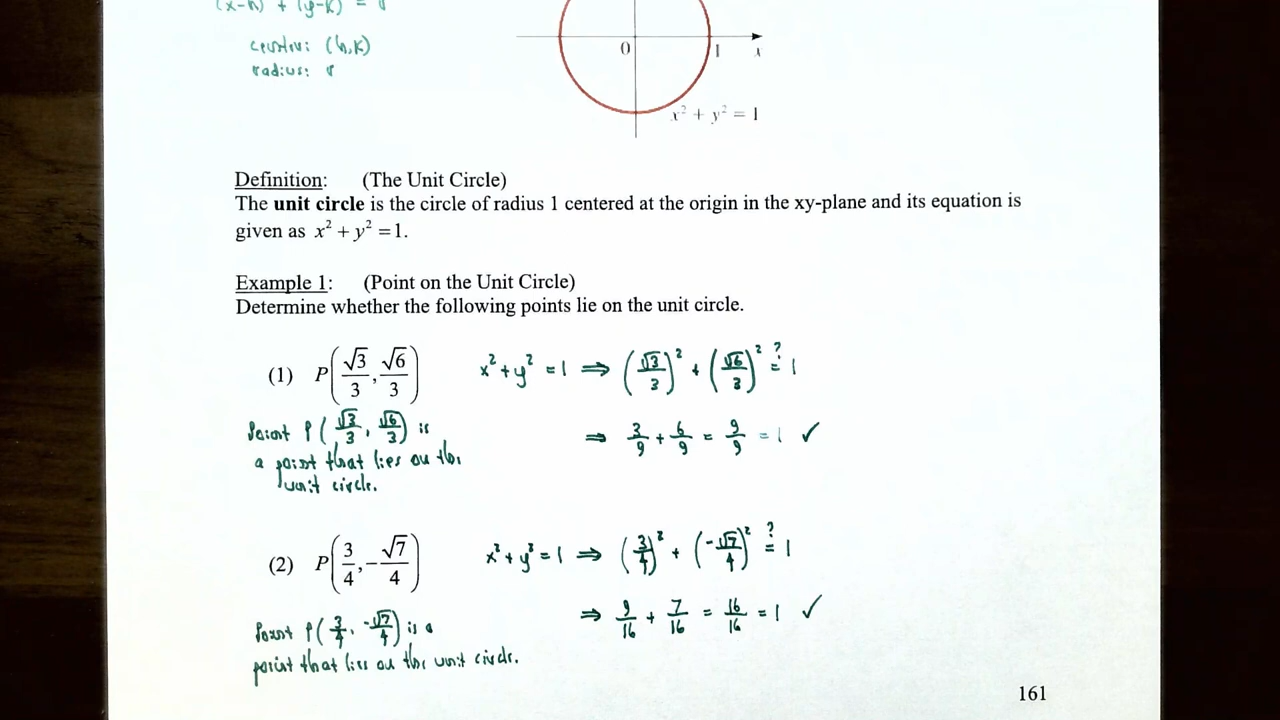 (x-h) + (y-k) = r
center: (h,k)
radius: r
0 1 x
x² + y² = 1
Definition: (The Unit Circle)
The unit circle is the circle of radius 1 centered at the origin in the xy-plane and its equation is
given as x² + y² = 1.
Example 1: (Point on the Unit Circle)
Determine whether the following points lie on the unit circle.
(1) P(√3/3, √6/3) x² + y² = 1 ⇒ (√3/3)² + (√6/3)² ?= 1
Point P(√3/3, √6/3) is
⇒ 3/9 + 6/9 = 9/9 = 1 ✓
a point that lies on the
unit circle.
(2) P(3/4, -√7/4) x² + y² = 1 ⇒ (3/4)² + (-√7/4)² ?= 1
⇒ 9/16 + 7/16 = 16/16 = 1 ✓
Point P(3/4, -√7/4) is a
point that lies on the unit circle.
161